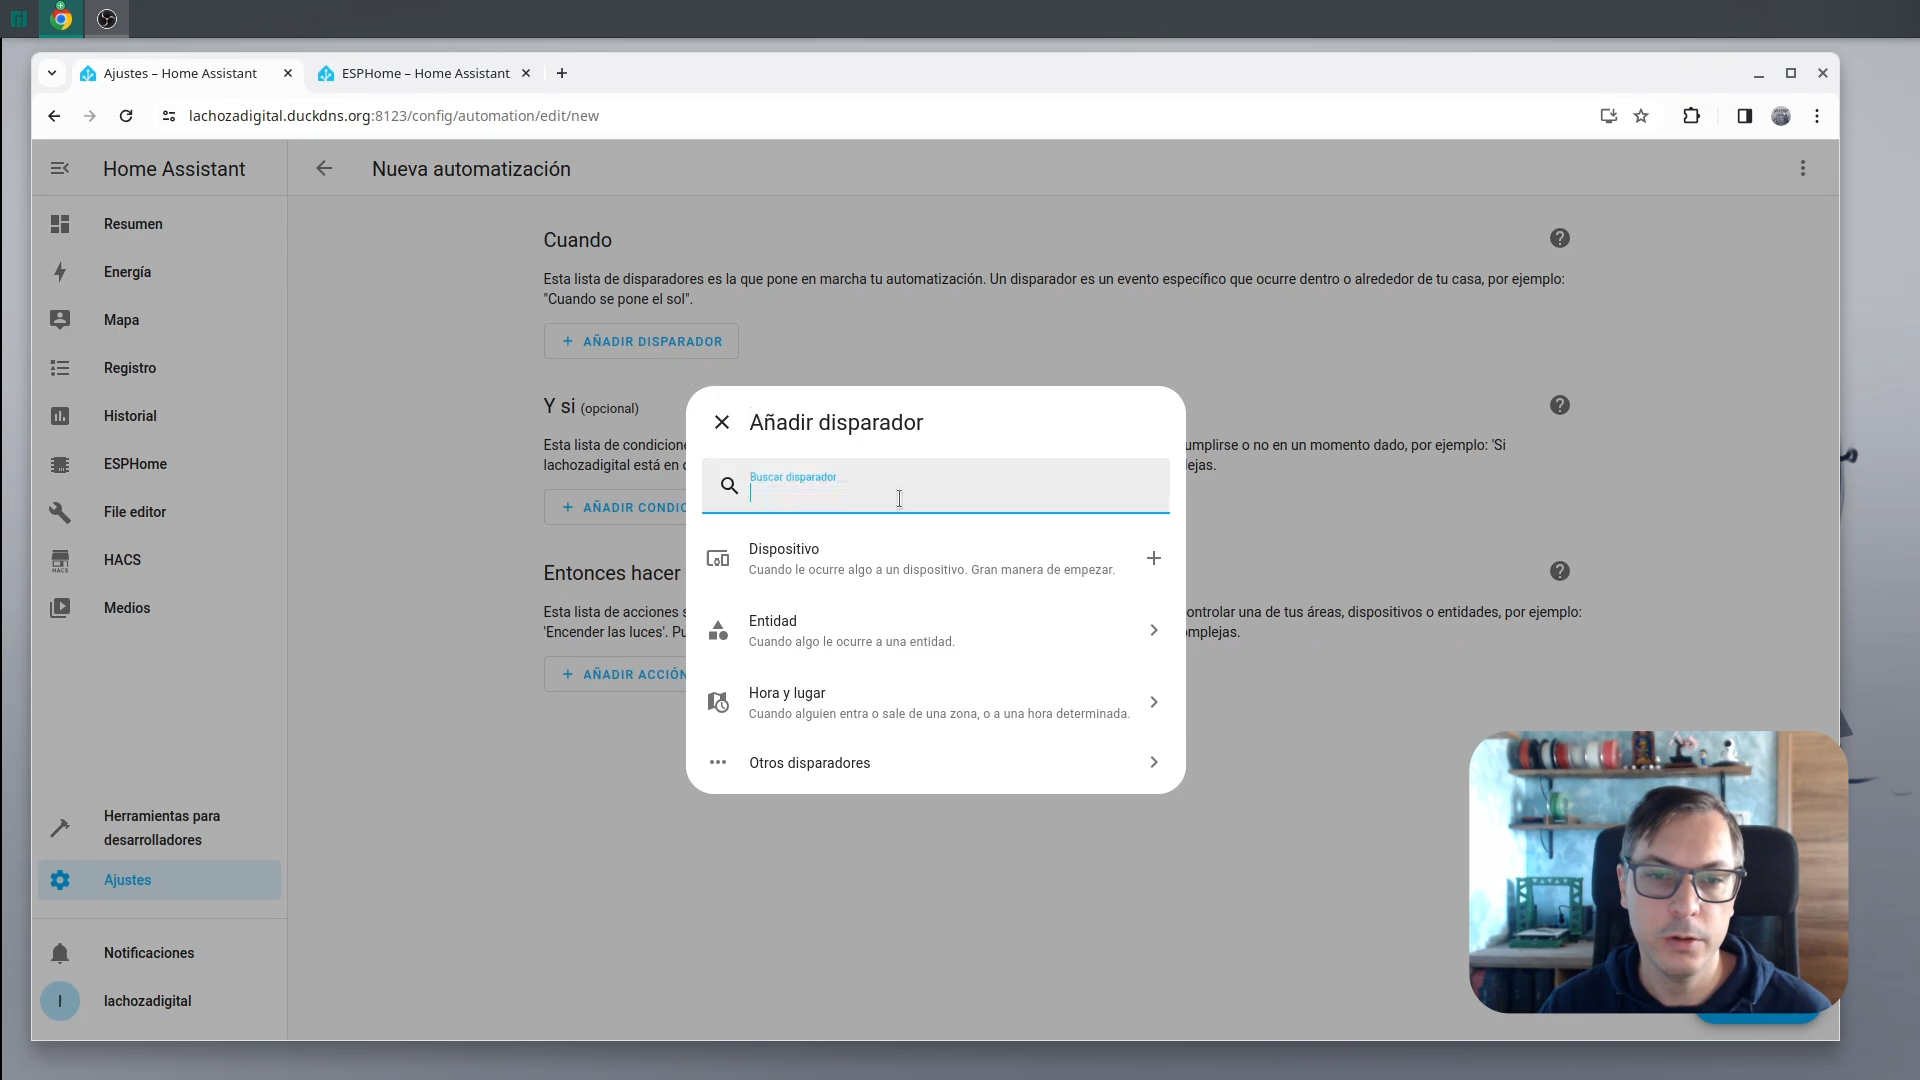 Ajustes – Home Assistant
ESPHome – Home Assistant
lachozadigital.duckdns.org:8123/config/automation/edit/new
Home Assistant
Nueva automatización
Resumen
Energía
Mapa
Registro
Historial
ESPHome
File editor
HACS
HACS
Medios
Herramientas para
desarrolladores
Ajustes
Notificaciones
l
lachozadigital
Cuando
Esta lista de disparadores es la que pone en marcha tu automatización. Un disparador es un evento específico que ocurre dentro o alrededor de tu casa, por ejemplo:
"Cuando se pone el sol".
+ AÑADIR DISPARADOR
Y si (opcional)
Esta lista de condicione
umplirse o no en un momento dado, por ejemplo: 'Si
lachozadigital está en
ejas.
+ AÑADIR CONDIC
Entonces hacer
Esta lista de acciones s
ontrolar una de tus áreas, dispositivos o entidades, por ejemplo:
'Encender las luces'. Pu
mplejas.
+ AÑADIR ACCIÓN
Añadir disparador
Buscar disparador
Dispositivo
Cuando le ocurre algo a un dispositivo. Gran manera de empezar.
Entidad
Cuando algo le ocurre a una entidad.
Hora y lugar
Cuando alguien entra o sale de una zona, o a una hora determinada.
Otros disparadores